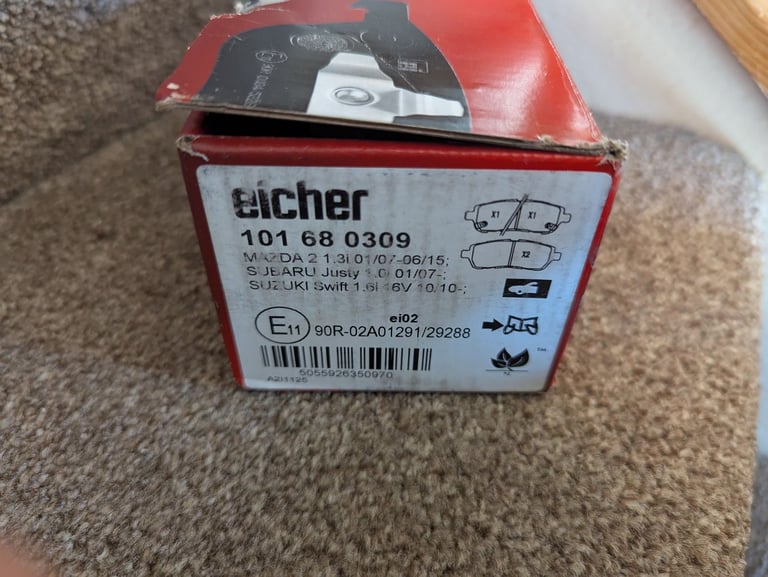 eicher
101 68 0309
X1 X1
X2
MAZDA 2 1.3i 01/07-06/15;
SUBARU Justy 1.0i 01/07-;
SUZUKI Swift 1.6i 16V 10/10-;
ei02
E11 90R-02A01291/29288
5055926350970
A2I1126